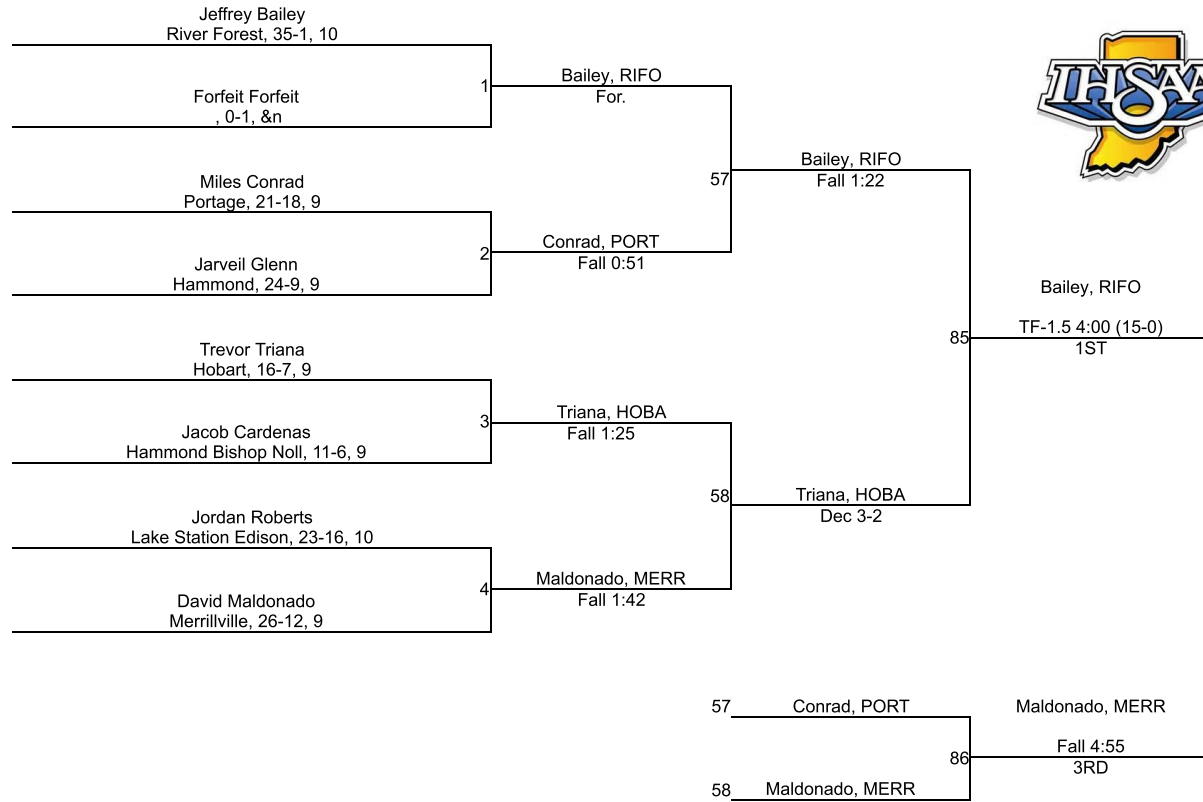 Jeffrey Bailey
River Forest, 35-1, 10
Forfeit Forfeit
, 0-1, &n
1
Bailey, RIFO
For.
Miles Conrad
Portage, 21-18, 9
Jarveil Glenn
Hammond, 24-9, 9
2
Conrad, PORT
Fall 0:51
57
Bailey, RIFO
Fall 1:22
Trevor Triana
Hobart, 16-7, 9
Jacob Cardenas
Hammond Bishop Noll, 11-6, 9
3
Triana, HOBA
Fall 1:25
Jordan Roberts
Lake Station Edison, 23-16, 10
David Maldonado
Merrillville, 26-12, 9
4
Maldonado, MERR
Fall 1:42
58
Triana, HOBA
Dec 3-2
85
Bailey, RIFO
TF-1.5 4:00 (15-0)
1ST
IHSAA
57
Conrad, PORT
58
Maldonado, MERR
86
Maldonado, MERR
Fall 4:55
3RD